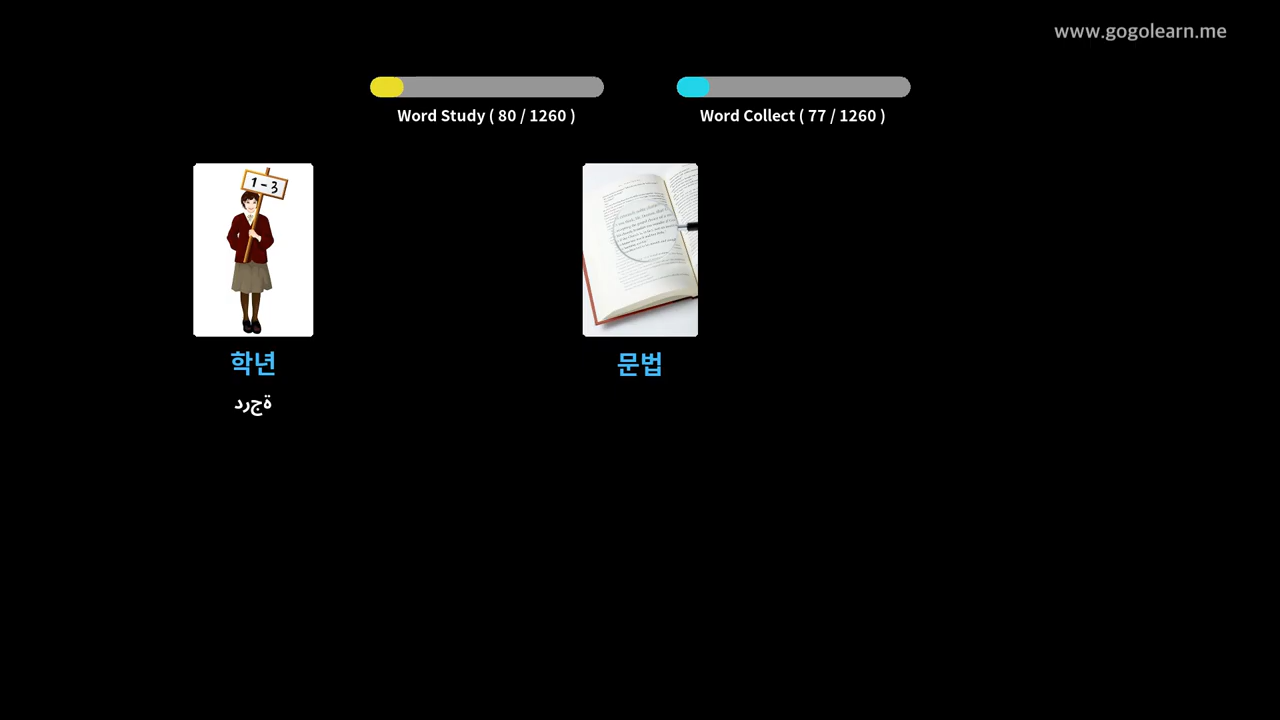 www.gogolearn.me
Word Study ( 80 / 1260 )
Word Collect ( 77 / 1260 )
1 - 3
학년
문법
درجة